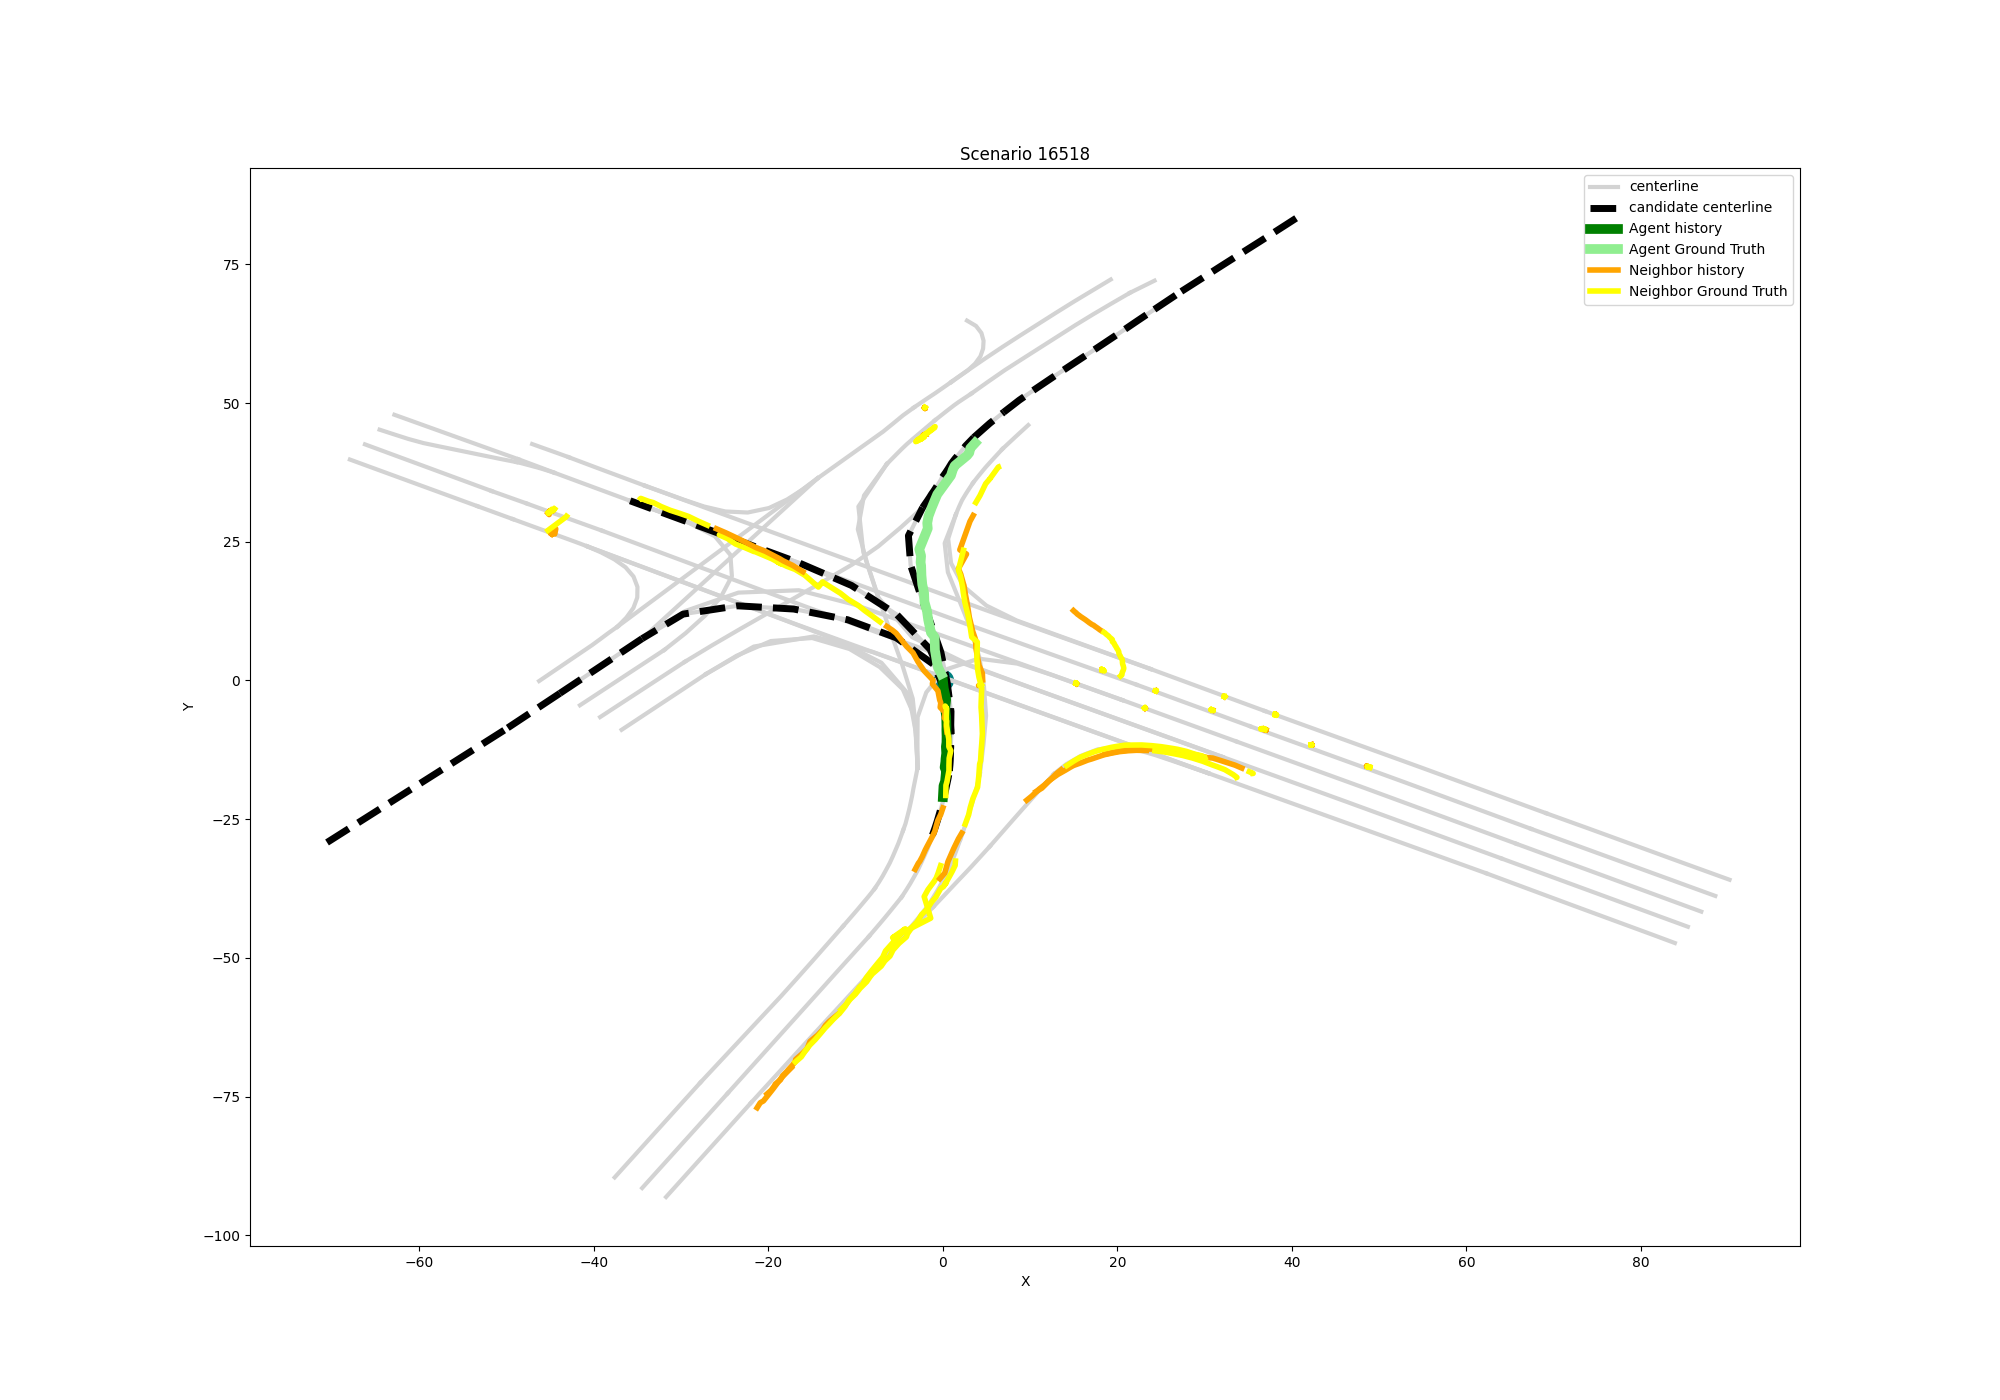 Scenario 16518
centerline
candidate centerline
Agent history
Agent Ground Truth
Neighbor history
Neighbor Ground Truth
75
50
25
0
−25
−50
−75
−100
Y
−60
−40
−20
0
20
40
60
80
X